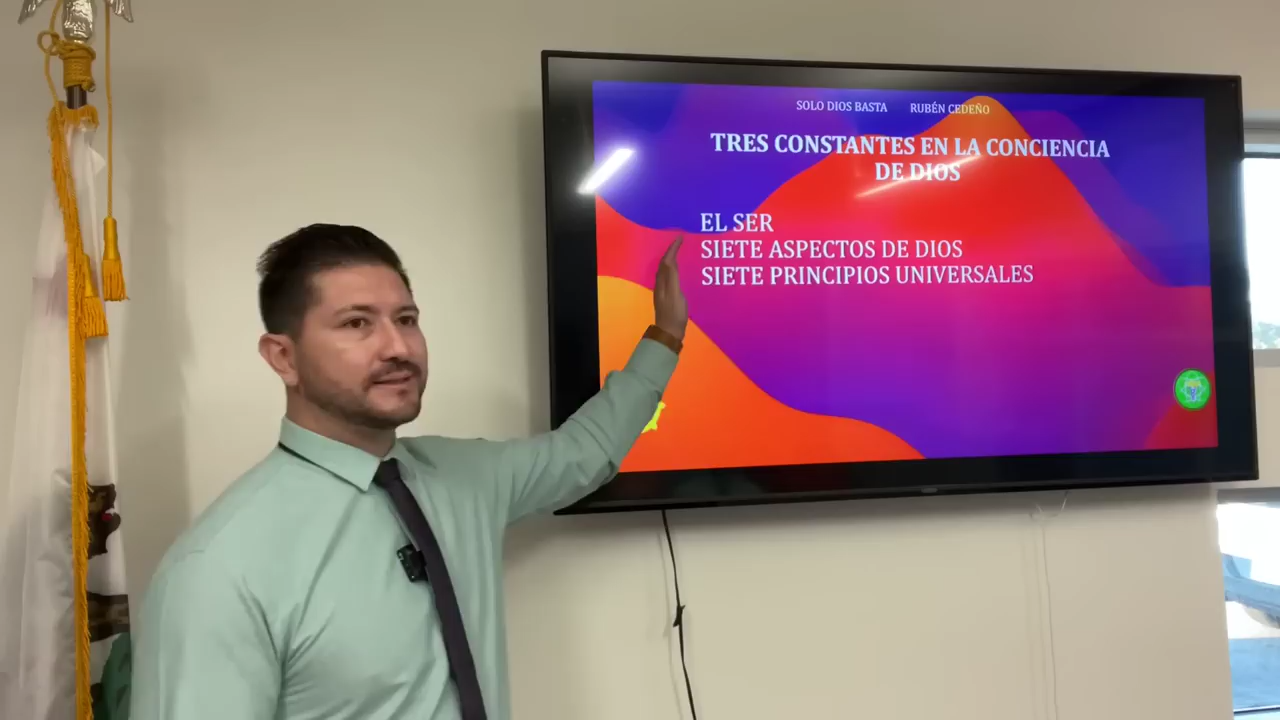 SOLO DIOS BASTA RUBÉN CEDEÑO
TRES CONSTANTES EN LA CONCIENCIA
DE DIOS
EL SER
SIETE ASPECTOS DE DIOS
SIETE PRINCIPIOS UNIVERSALES